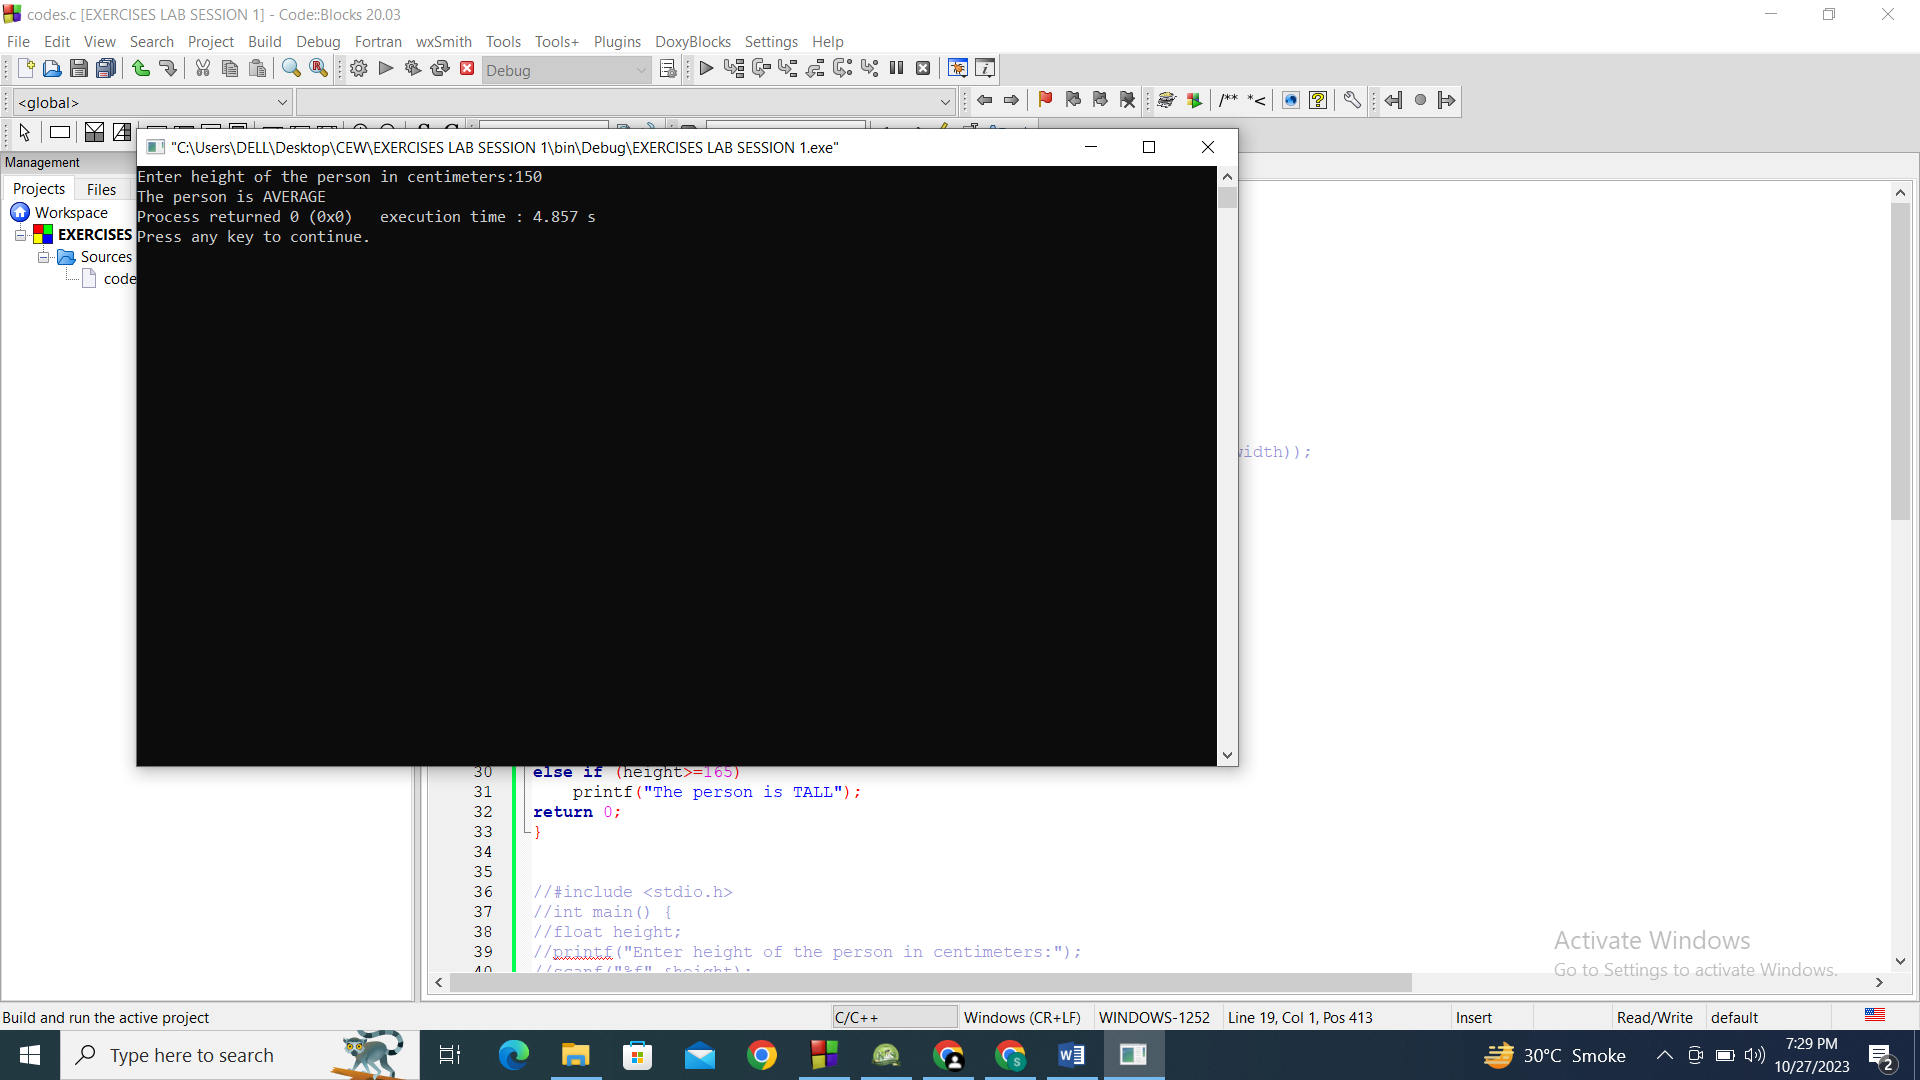 codes.c [EXERCISES LAB SESSION 1] - Code::Blocks 20.03
File Edit View Search Project Build Debug Fortran wxSmith Tools Tools+ Plugins DoxyBlocks Settings Help
Debug
<global>
/** *<
"C:\Users\DELL\Desktop\CEW\EXERCISES LAB SESSION 1\bin\Debug\EXERCISES LAB SESSION 1.exe"
Management
Projects Files
Workspace
EXERCISES
Sources
code
Enter height of the person in centimeters:150
The person is AVERAGE
Process returned 0 (0x0)   execution time : 4.857 s
Press any key to continue.
width));
30 else if (height>=165)
31 printf("The person is TALL");
32 return 0;
33 }
34
35
36 //#include <stdio.h>
37 //int main() {
38 //float height;
39 //printf("Enter height of the person in centimeters:");
40 //scanf("%f",&height);
Activate Windows
Go to Settings to activate Windows.
Build and run the active project C/C++ Windows (CR+LF) WINDOWS-1252 Line 19, Col 1, Pos 413 Insert Read/Write default
Type here to search
30°C Smoke
7:29 PM
10/27/2023
2